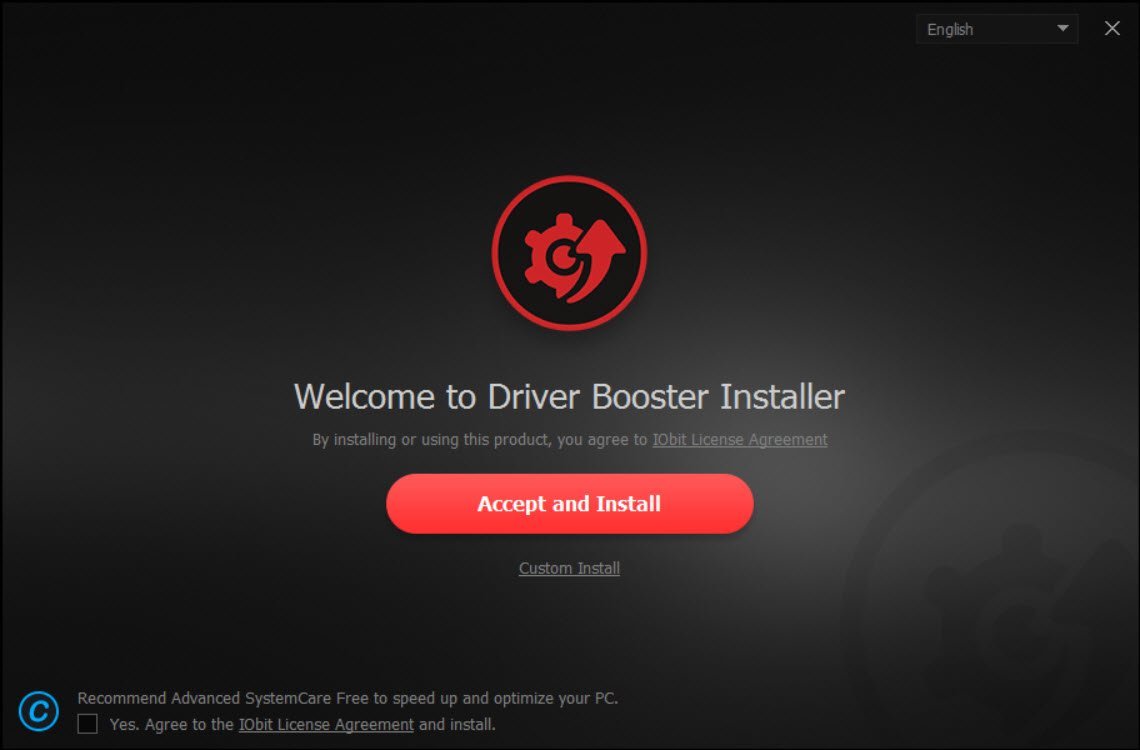 English
Welcome to Driver Booster Installer
By installing or using this product, you agree to IObit License Agreement
Accept and Install
Custom Install
Recommend Advanced SystemCare Free to speed up and optimize your PC.
Yes. Agree to the IObit License Agreement and install.